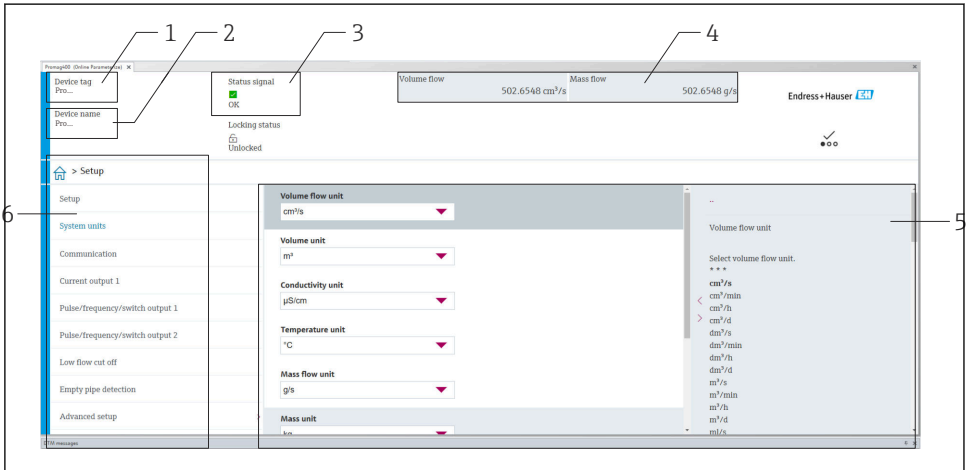 1
2
3
4
Promag400 (Online Parameterize) ×
Device tag
Pro...
Device name
Pro...
Status signal
OK
Locking status
Unlocked
Volume flow
502.6548 cm³/s
Mass flow
502.6548 g/s
Endress+Hauser EH
> Setup
6
5
Setup
System units
Communication
Current output 1
Pulse/frequency/switch output 1
Pulse/frequency/switch output 2
Low flow cut off
Empty pipe detection
Advanced setup
Volume flow unit
cm³/s
Volume unit
m³
Conductivity unit
µS/cm
Temperature unit
°C
Mass flow unit
g/s
Mass unit
kg
..
Volume flow unit
Select volume flow unit.
* * *
cm³/s
cm³/min
cm³/h
cm³/d
dm³/s
dm³/min
dm³/h
dm³/d
m³/s
m³/min
m³/h
m³/d
ml/s
DTM messages